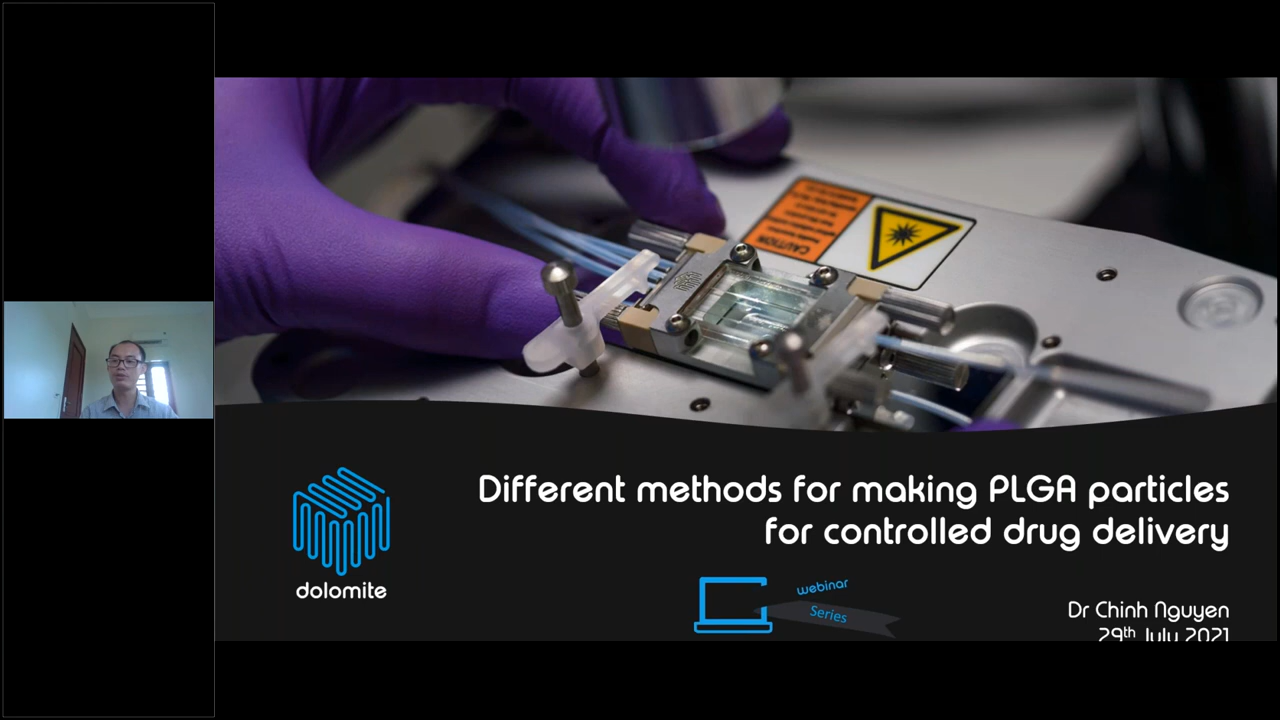 CAUTION
Different methods for making PLGA particles
for controlled drug delivery
dolomite
webinar
Series
Dr Chinh Nguyen
29th July 2021